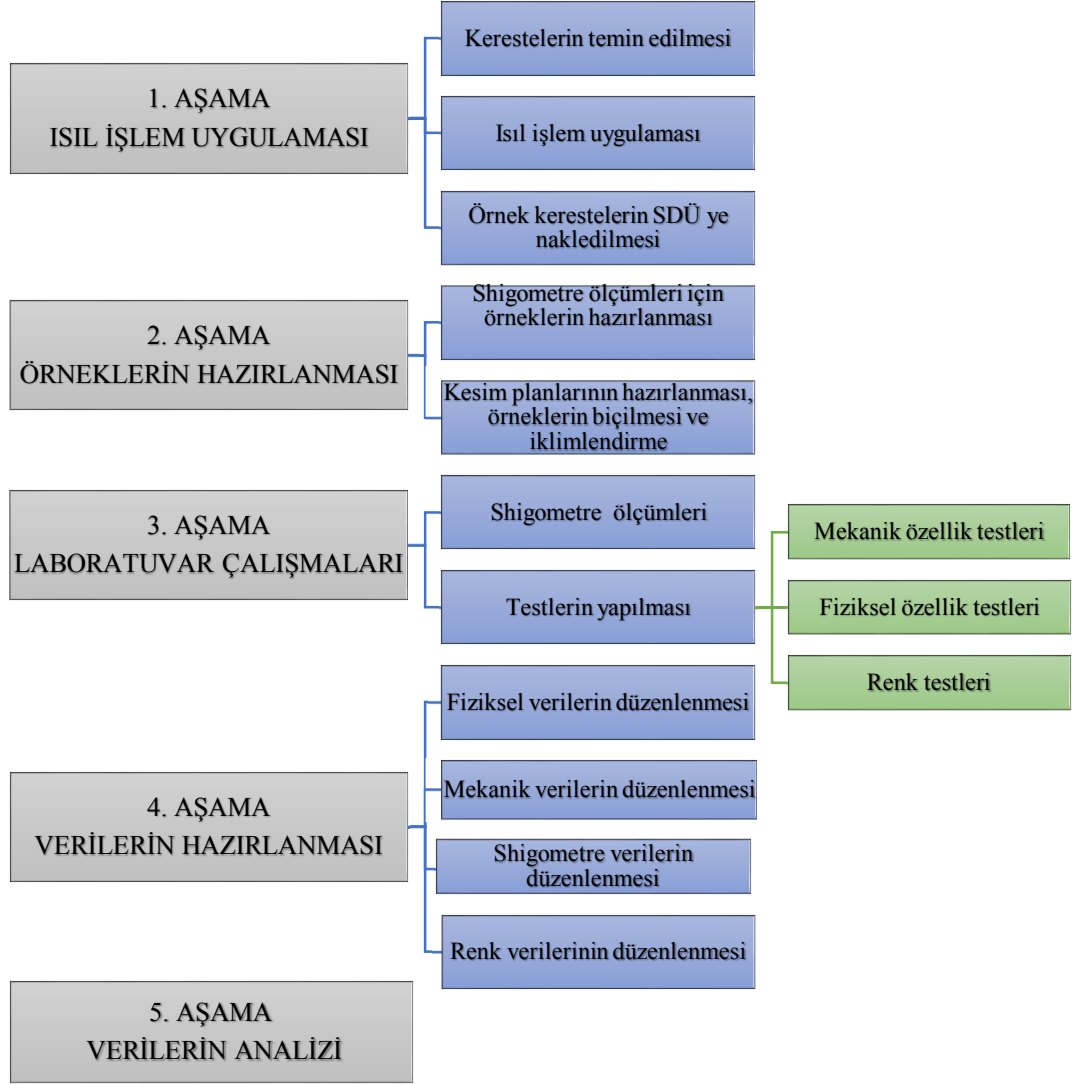 1. AŞAMA
ISIL İŞLEM UYGULAMASI
Kerestelerin temin edilmesi
Isıl işlem uygulaması
Örnek kerestelerin SDÜ ye
nakledilmesi
2. AŞAMA
ÖRNEKLERİN HAZIRLANMASI
Shigometre ölçümleri için
örneklerin hazırlanması
Kesim planlarının hazırlanması,
örneklerin biçilmesi ve
iklimlendirme
3. AŞAMA
LABORATUVAR ÇALIŞMALARI
Shigometre ölçümleri
Testlerin yapılması
Mekanik özellik testleri
Fiziksel özellik testleri
Renk testleri
4. AŞAMA
VERİLERİN HAZIRLANMASI
Fiziksel verilerin düzenlenmesi
Mekanik verilerin düzenlenmesi
Shigometre verilerin
düzenlenmesi
Renk verilerinin düzenlenmesi
5. AŞAMA
VERİLERİN ANALİZİ